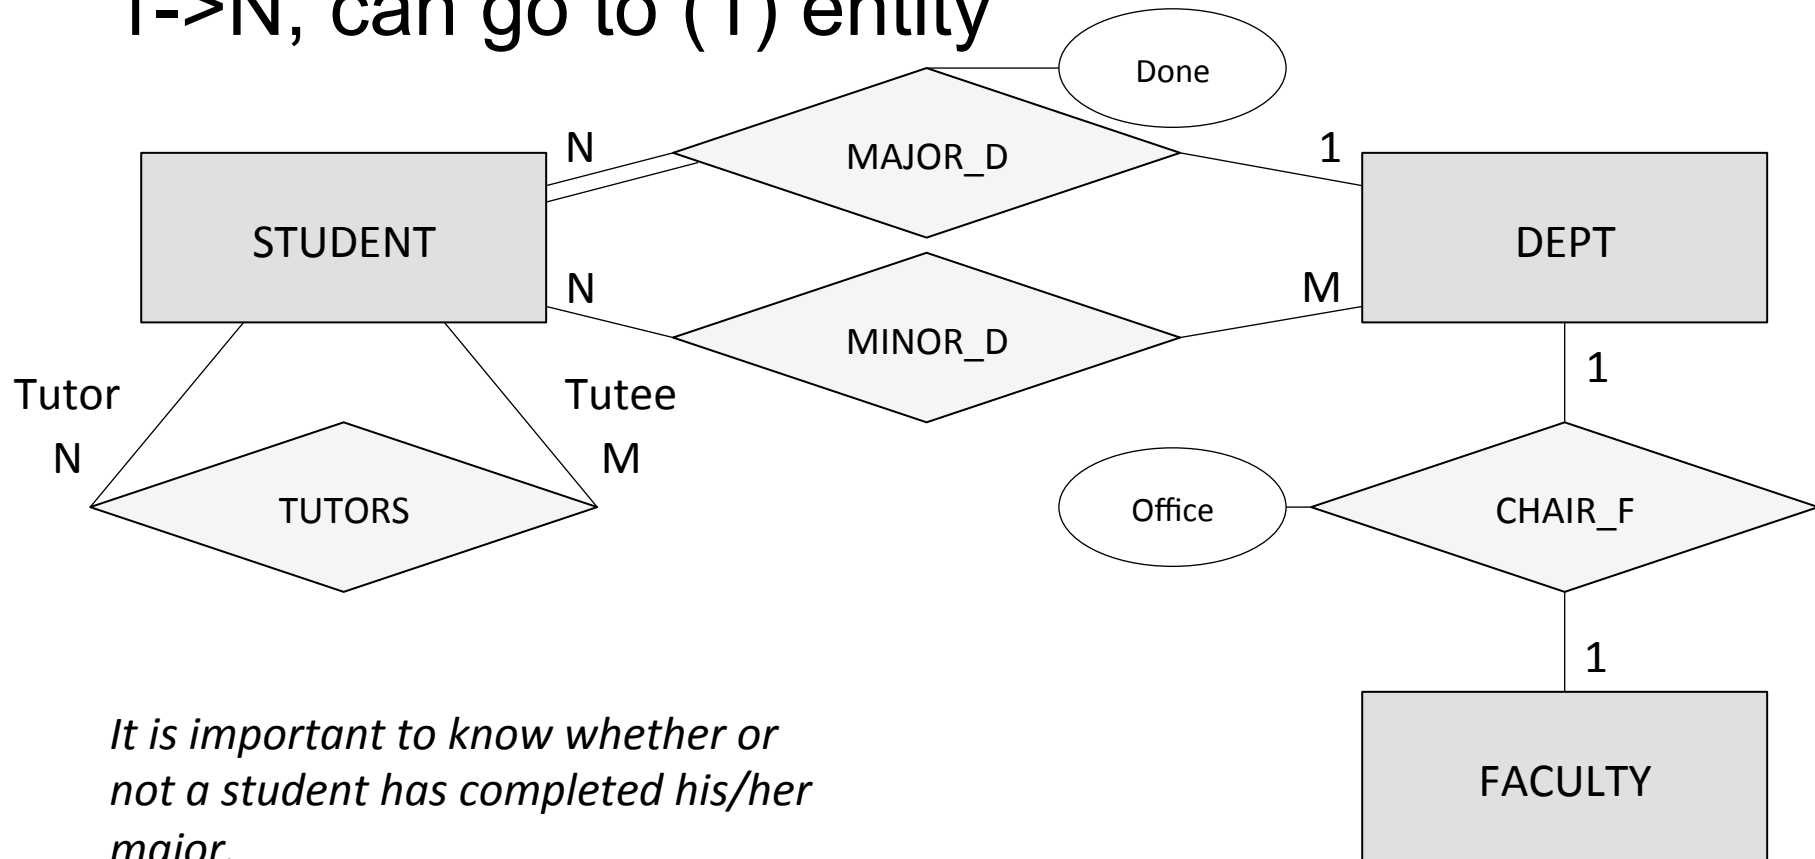 1->N, can go to (1) entity
Done
N
MAJOR_D
1
STUDENT
DEPT
N
MINOR_D
M
Tutor
Tutee
1
N
M
TUTORS
Office
CHAIR_F
1
It is important to know whether or
not a student has completed his/her
major.
FACULTY